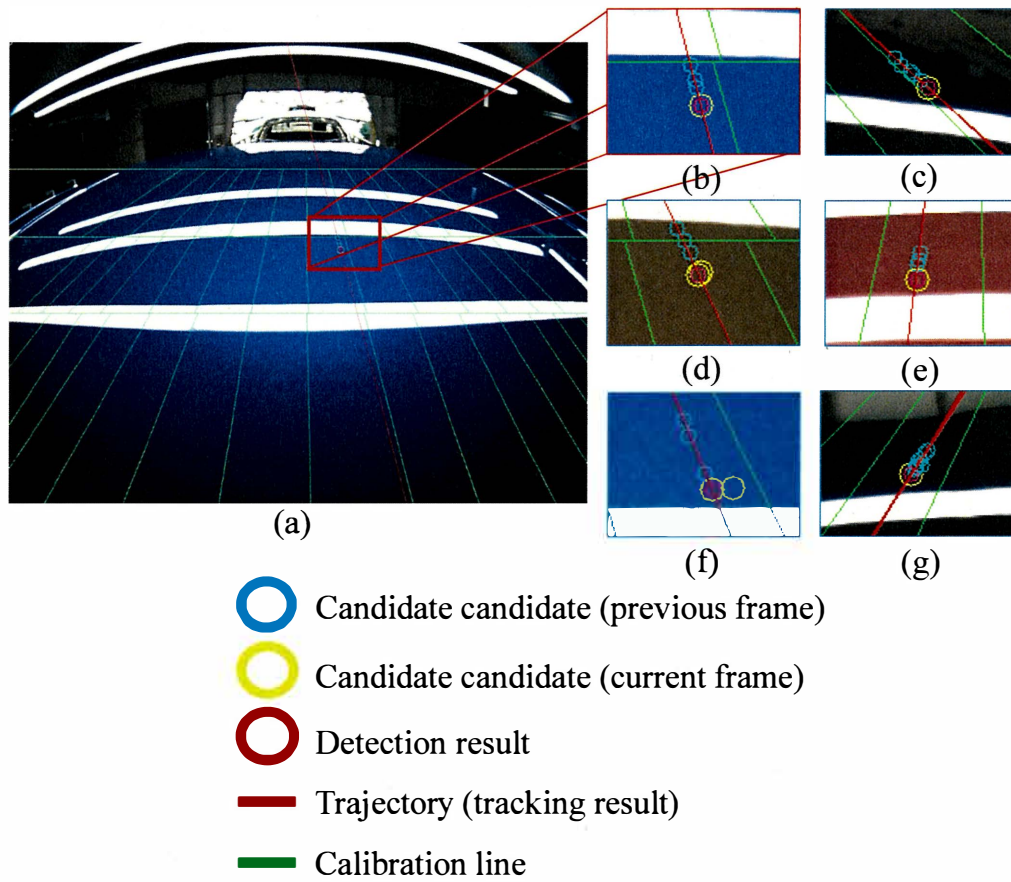 (a)
(b)
(c)
(d)
(e)
(f)
(g)
Candidate candidate (previous frame)
Candidate candidate (current frame)
Detection result
Trajectory (tracking result)
Calibration line